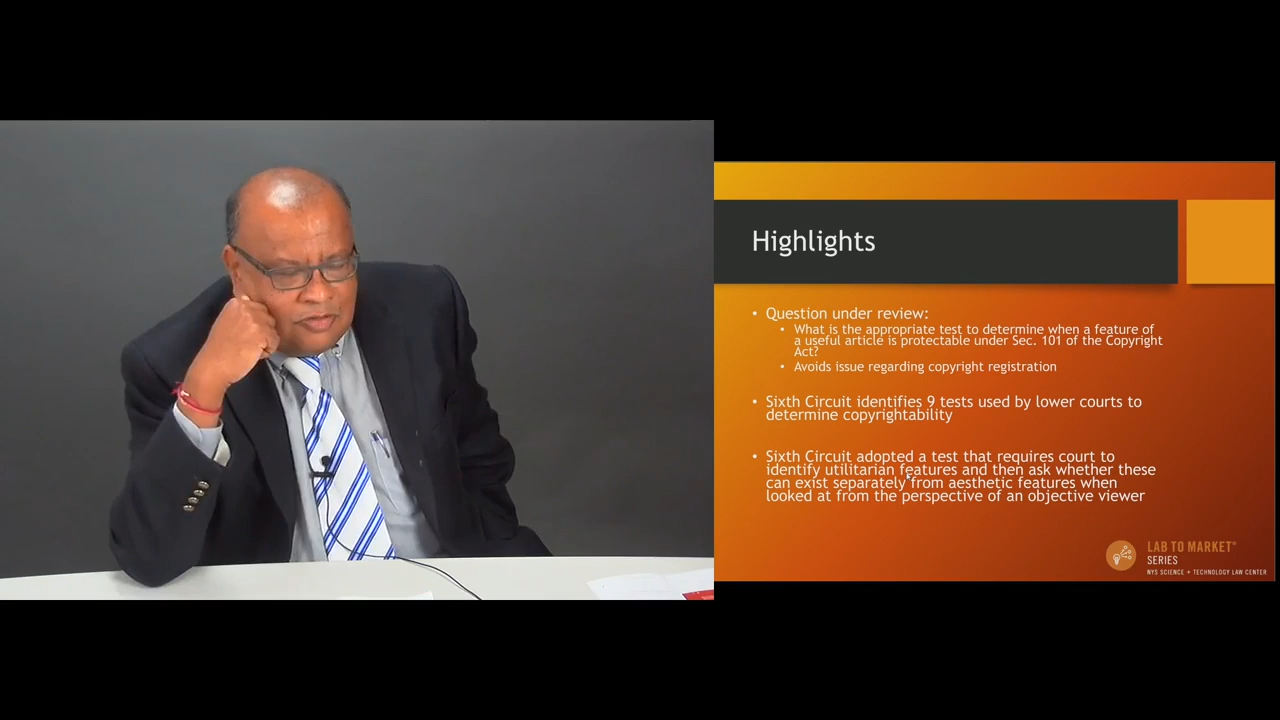 Highlights
• Question under review:
• What is the appropriate test to determine when a feature of
a useful article is protectable under Sec. 101 of the Copyright
Act?
• Avoids issue regarding copyright registration
• Sixth Circuit identifies 9 tests used by lower courts to
determine copyrightability
• Sixth Circuit adopted a test that requires court to
identify utilitarian features and then ask whether these
can exist separately from aesthetic features when
looked at from the perspective of an objective viewer
LAB TO MARKET®
SERIES
NYS SCIENCE + TECHNOLOGY LAW CENTER